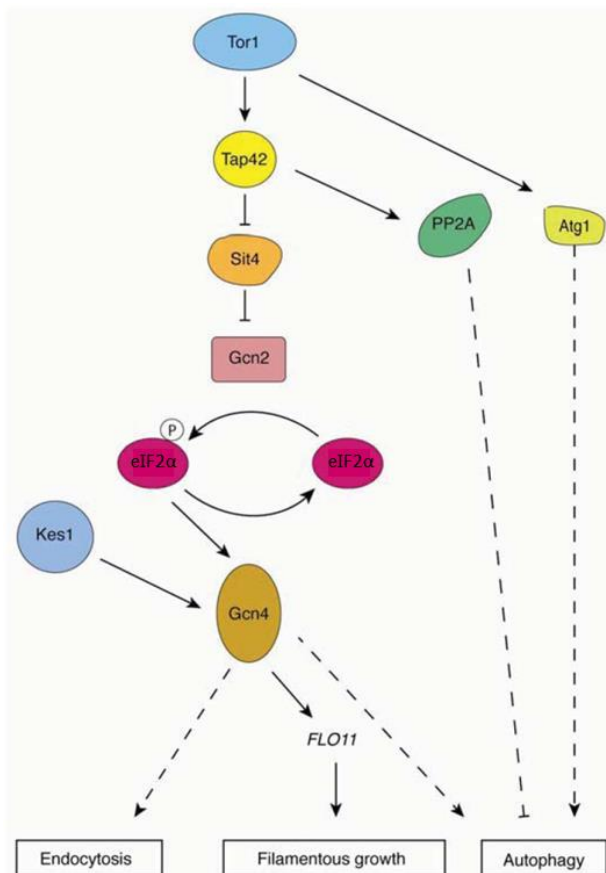 Tor1
Tap42
PP2A
Atg1
Sit4
Gcn2
P
eIF2α
eIF2α
Kes1
Gcn4
FLO11
Endocytosis
Filamentous growth
Autophagy